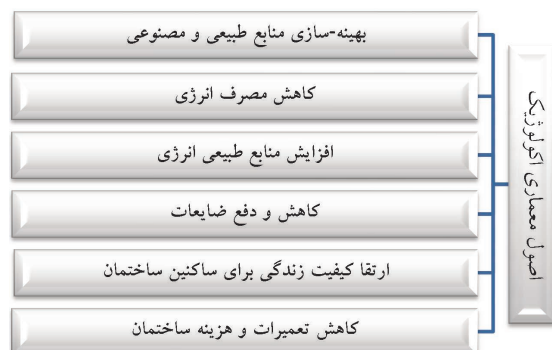 اصول معماری اکولوژیک
بهینه-سازی منابع طبیعی و مصنوعی
کاهش مصرف انرژی
افزایش منابع طبیعی انرژی
کاهش و دفع ضایعات
ارتقا کیفیت زندگی برای ساکنین ساختمان
کاهش تعمیرات و هزینه ساختمان